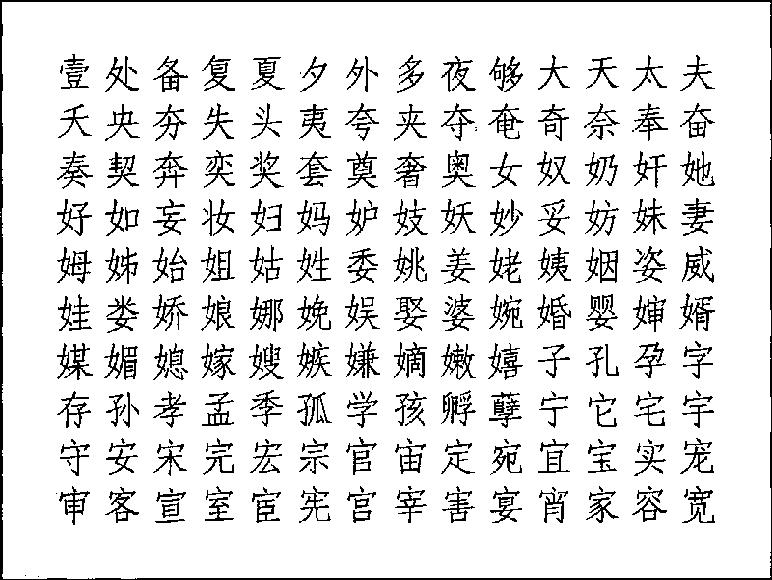 壹处备复夏夕外多夜够大天太夫
夭央夯失头夷夸夹夺奄奇奈奉奋
奏契奔奕奖套奠奢奥女奴奶奸她
好如妄妆妇妈妒妓妖妙妥妨妹妻
姆姊始姐姑姓委姚姜姥姨姻姿威
娃娄娇娘娜娩娱娶婆婉婚婴婶婿
媒媚媳嫁嫂嫉嫌嫡嫩嬉子孔孕字
存孙孝孟季孤学孩孵孽宁它宅宇
守安宋完宏宗官宙定宛宜宝实宠
审客宣室宦宪宫宰害宴宵家容宽